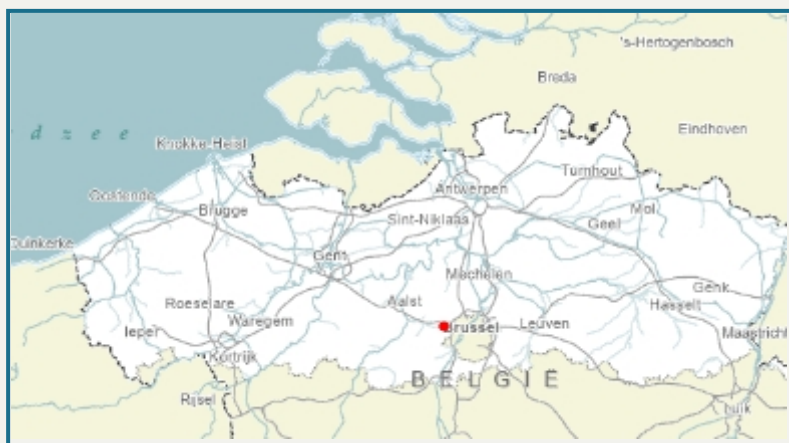 's-Hertogenbosch
Breda
d z e e
Eindhoven
Knokke-Heist
Turnhout
Antwerpen
Oostende
Brugge
Sint-Niklaas
Geel
Mol
Duinkerke
Gent
Mechelen
Genk
Roeselare
Aalst
Hasselt
Ieper
Waregem
Brussel
Leuven
Maastricht
Kortrijk
BELGIË
Rijsel
Luik